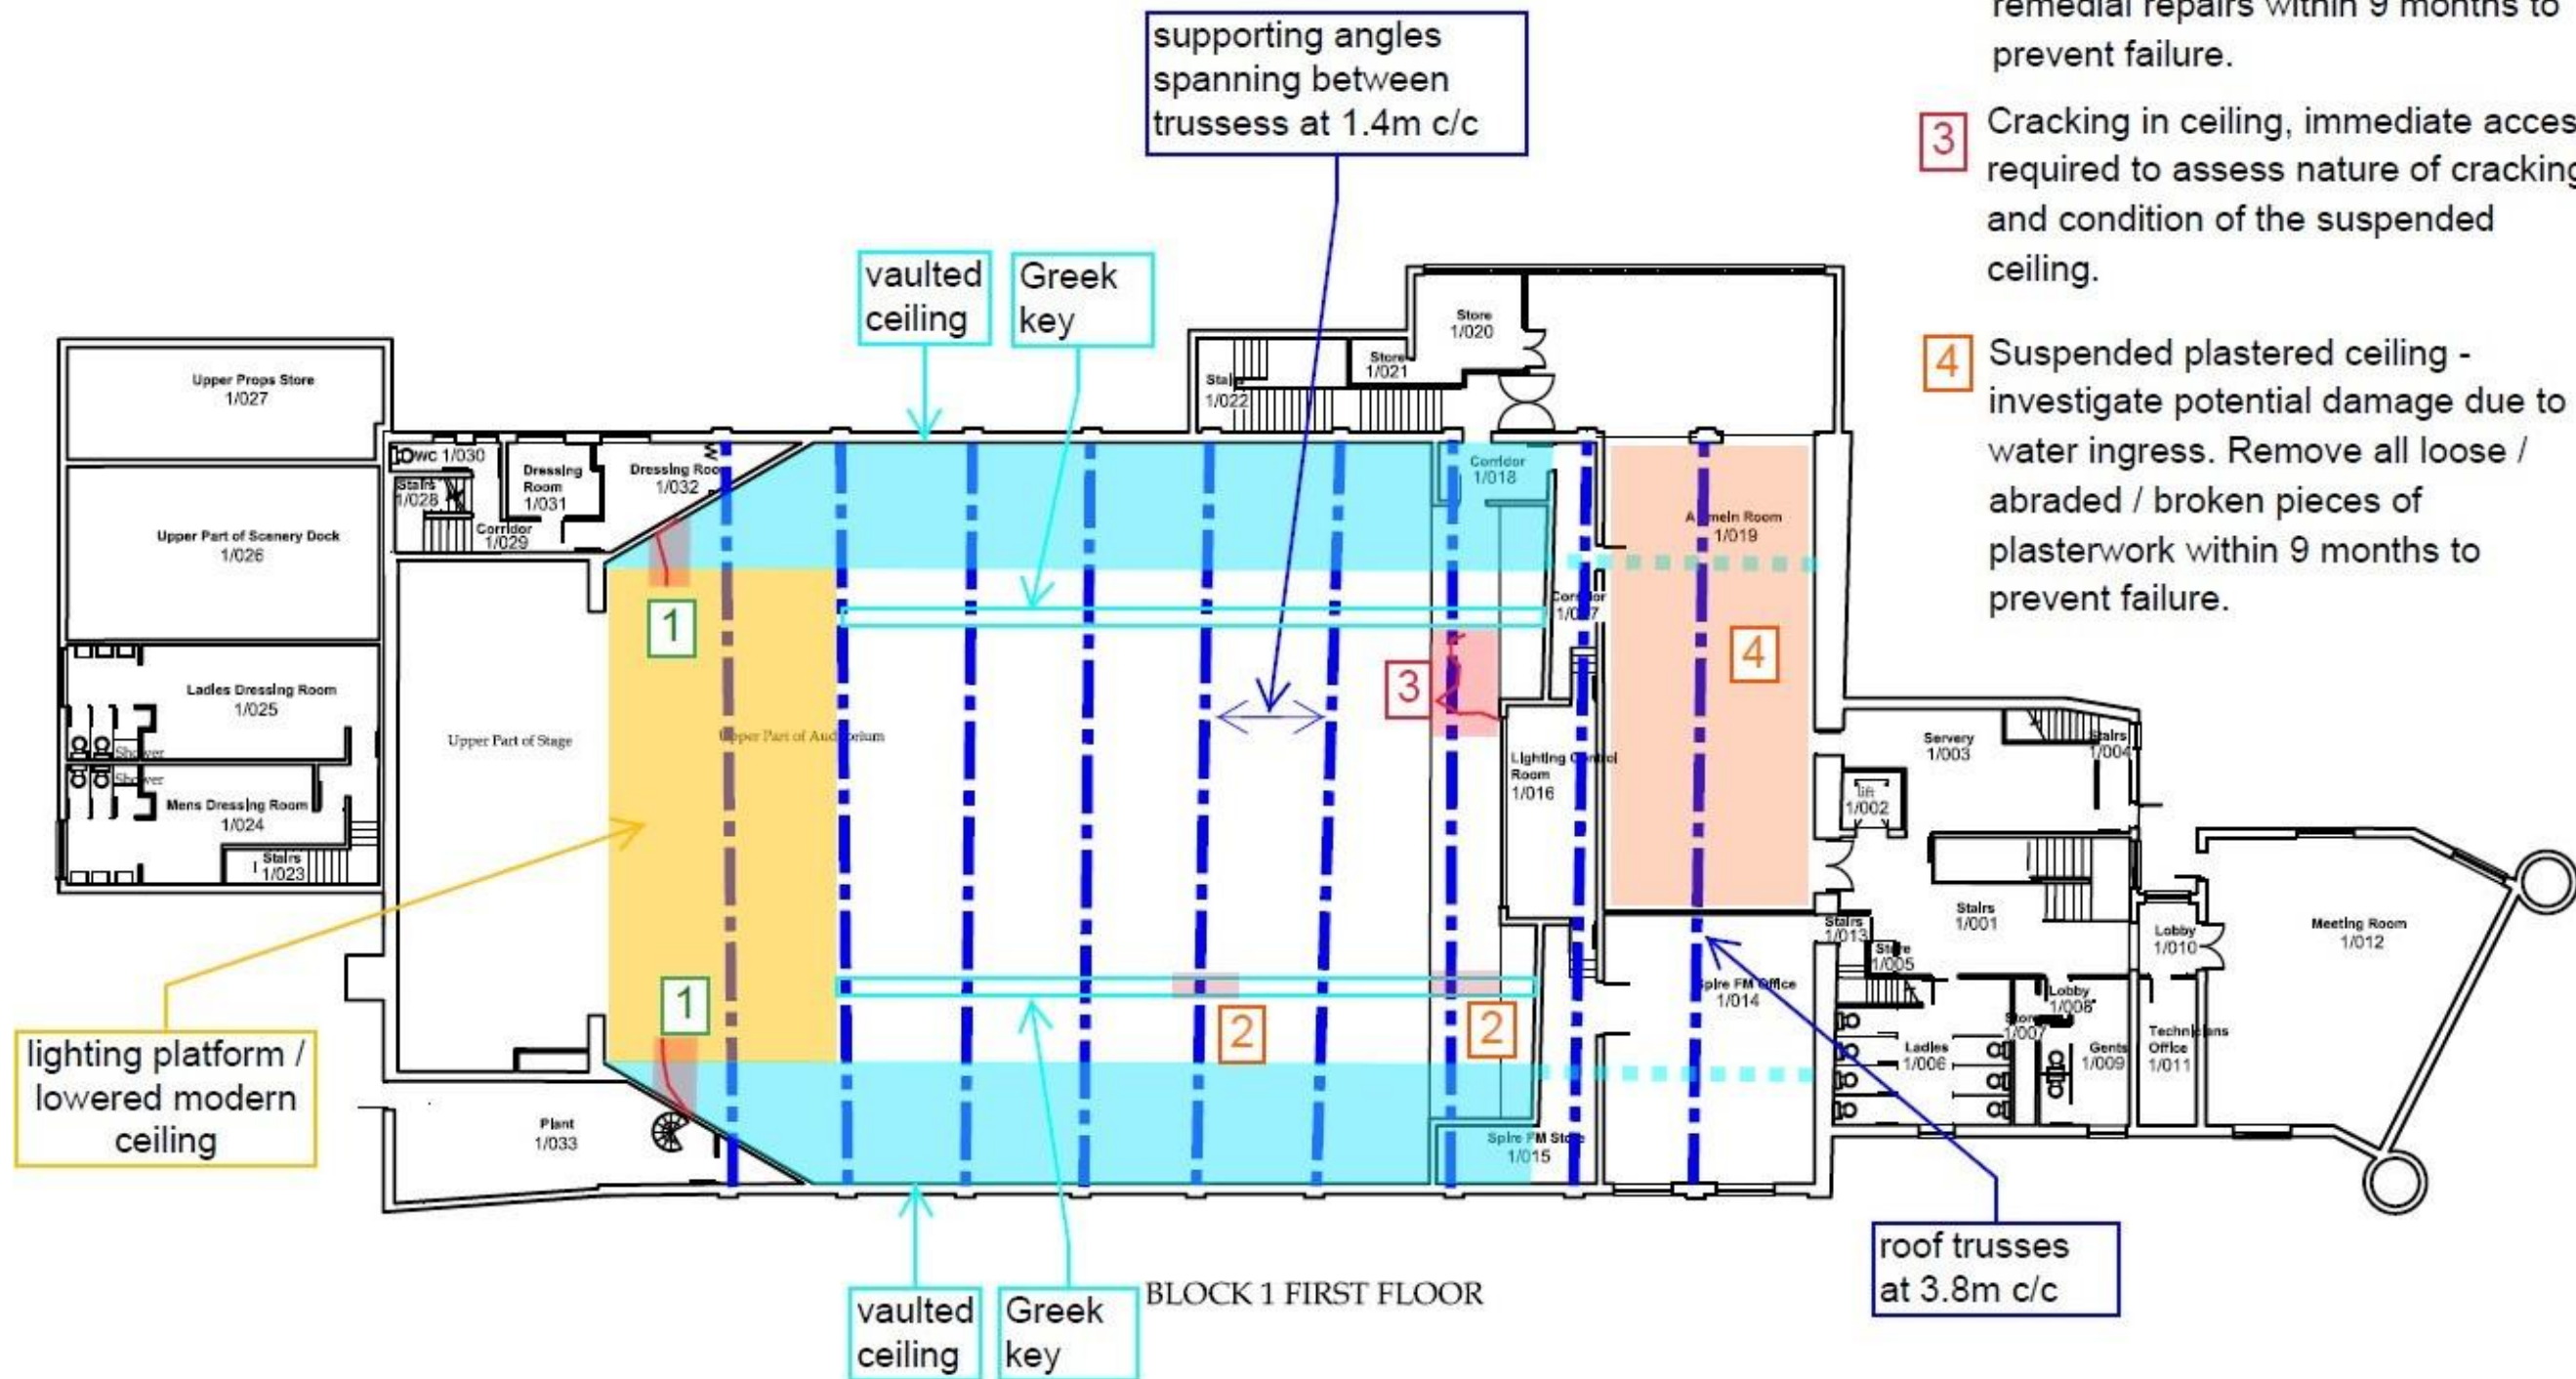 remedial repairs within 9 months to
prevent failure.
3
Cracking in ceiling, immediate
required to assess nature of cracking
and condition of the suspended
ceiling.
4
Suspended plastered ceiling -
investigate potential damage due to
water ingress. Remove all loose /
abraded / broken pieces of
plasterwork within 9 months to
prevent failure.
supporting angles
spanning between
trussess at 1.4m c/c
vaulted
ceiling
Greek
key
Store
1/020
Store
1/021
1/022
Upper Props Store
1/027
WC 1/030
Stairs
1/028
Dressing
Room
1/031
Dressing
1/032
Corridor
1/029
Corridor
1/018
Upper Part of Scenery Dock
1/026
1/019
Room
1
3
4
Ladies Dressing Room
1/025
Shower
Shower
Mens Dressing Room
1/024
Stairs
1/023
Upper Part of Stage
Upper Part of
Lighting
Room
1/016
Servery
1/003
Stairs
1/004
lift
1/002
Stairs
1/001
Stairs
1/013
Store
1/005
Lobby
1/010
Meeting Room
1/012
Spire FM Office
1/014
Lobby
1/008
Store
1/007
Ladies
1/006
Gents
1/009
Technicians
Office
1/011
1
2
2
lighting platform /
lowered modern
ceiling
Plant
1/033
Spire FM Store
1/015
roof trusses
at 3.8m c/c
vaulted
ceiling
Greek
key
BLOCK 1 FIRST FLOOR